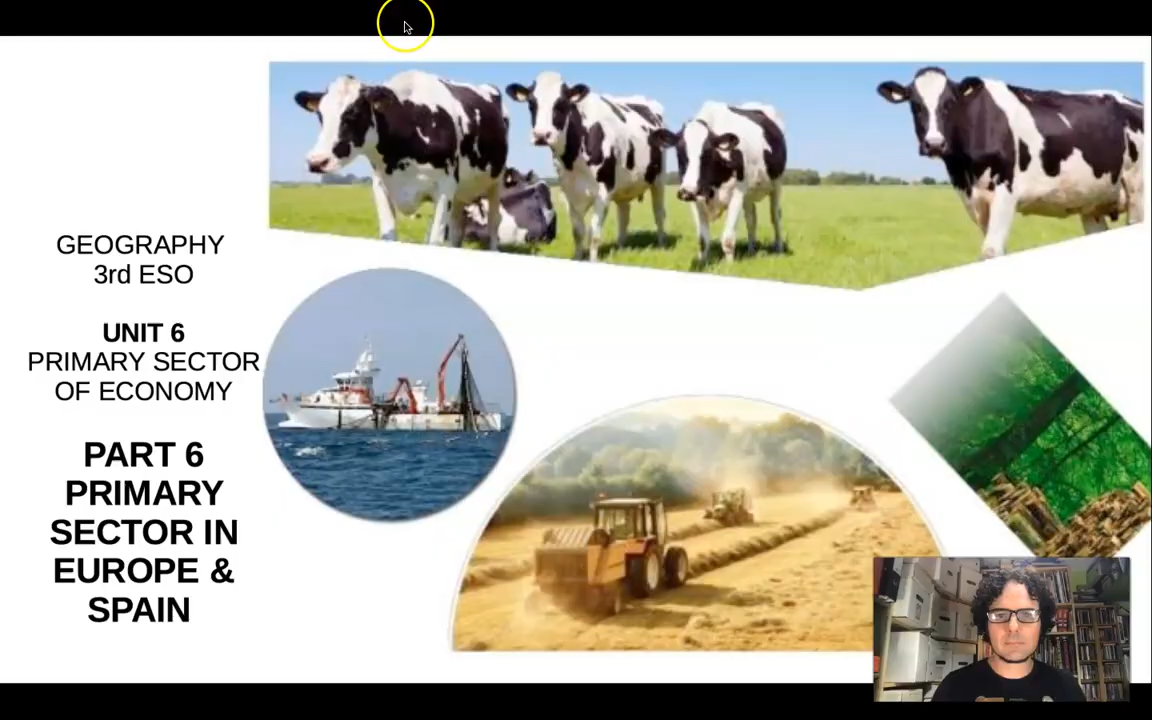 GEOGRAPHY
3rd ESO
UNIT 6
PRIMARY SECTOR
OF ECONOMY
PART 6
PRIMARY
SECTOR IN
EUROPE &
SPAIN